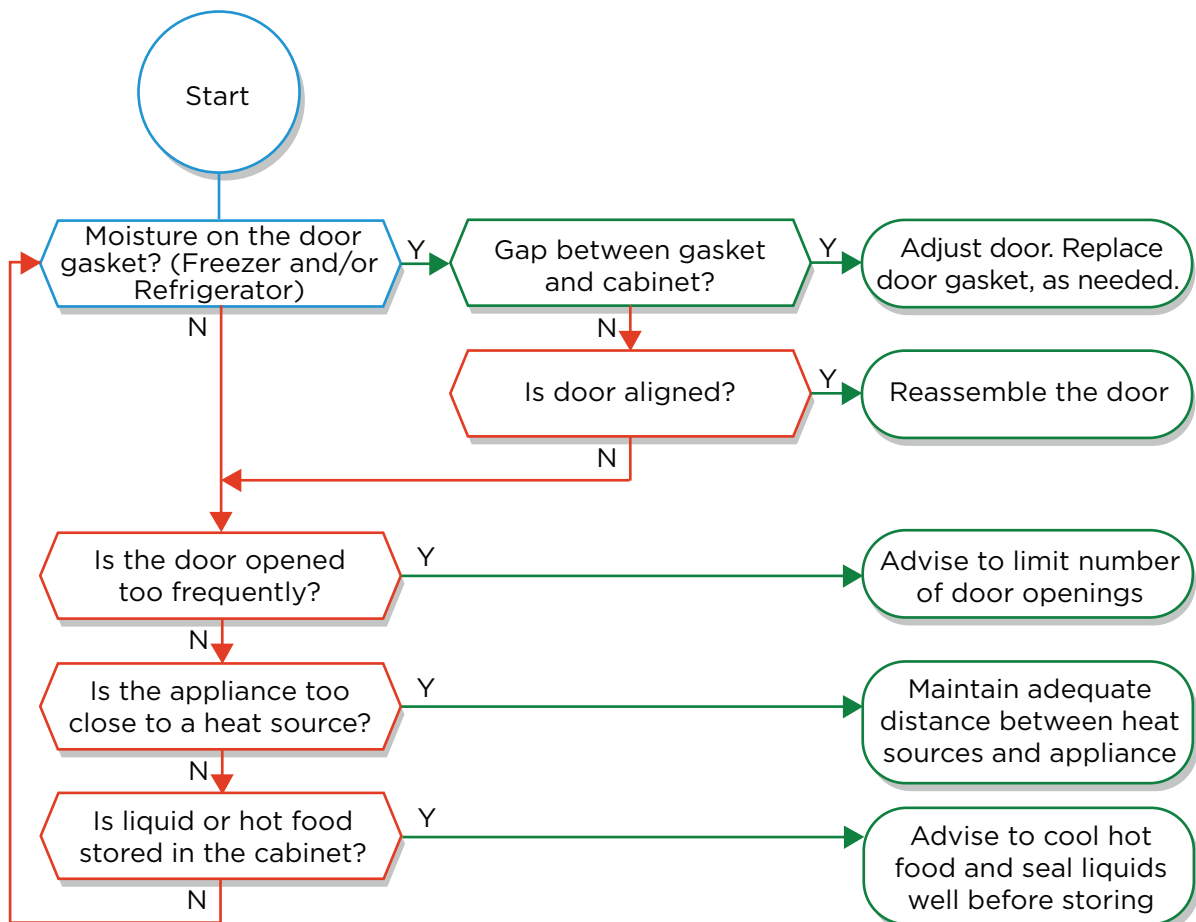 Start
Moisture on the door
gasket? (Freezer and/or
Refrigerator)
Y
Gap between gasket
and cabinet?
Y
Adjust door. Replace
door gasket, as needed.
N
N
Is door aligned?
Y
Reassemble the door
N
Is the door opened
too frequently?
Y
Advise to limit number
of door openings
N
Is the appliance too
close to a heat source?
Y
Maintain adequate
distance between heat
sources and appliance
N
Is liquid or hot food
stored in the cabinet?
Y
Advise to cool hot
food and seal liquids
well before storing
N